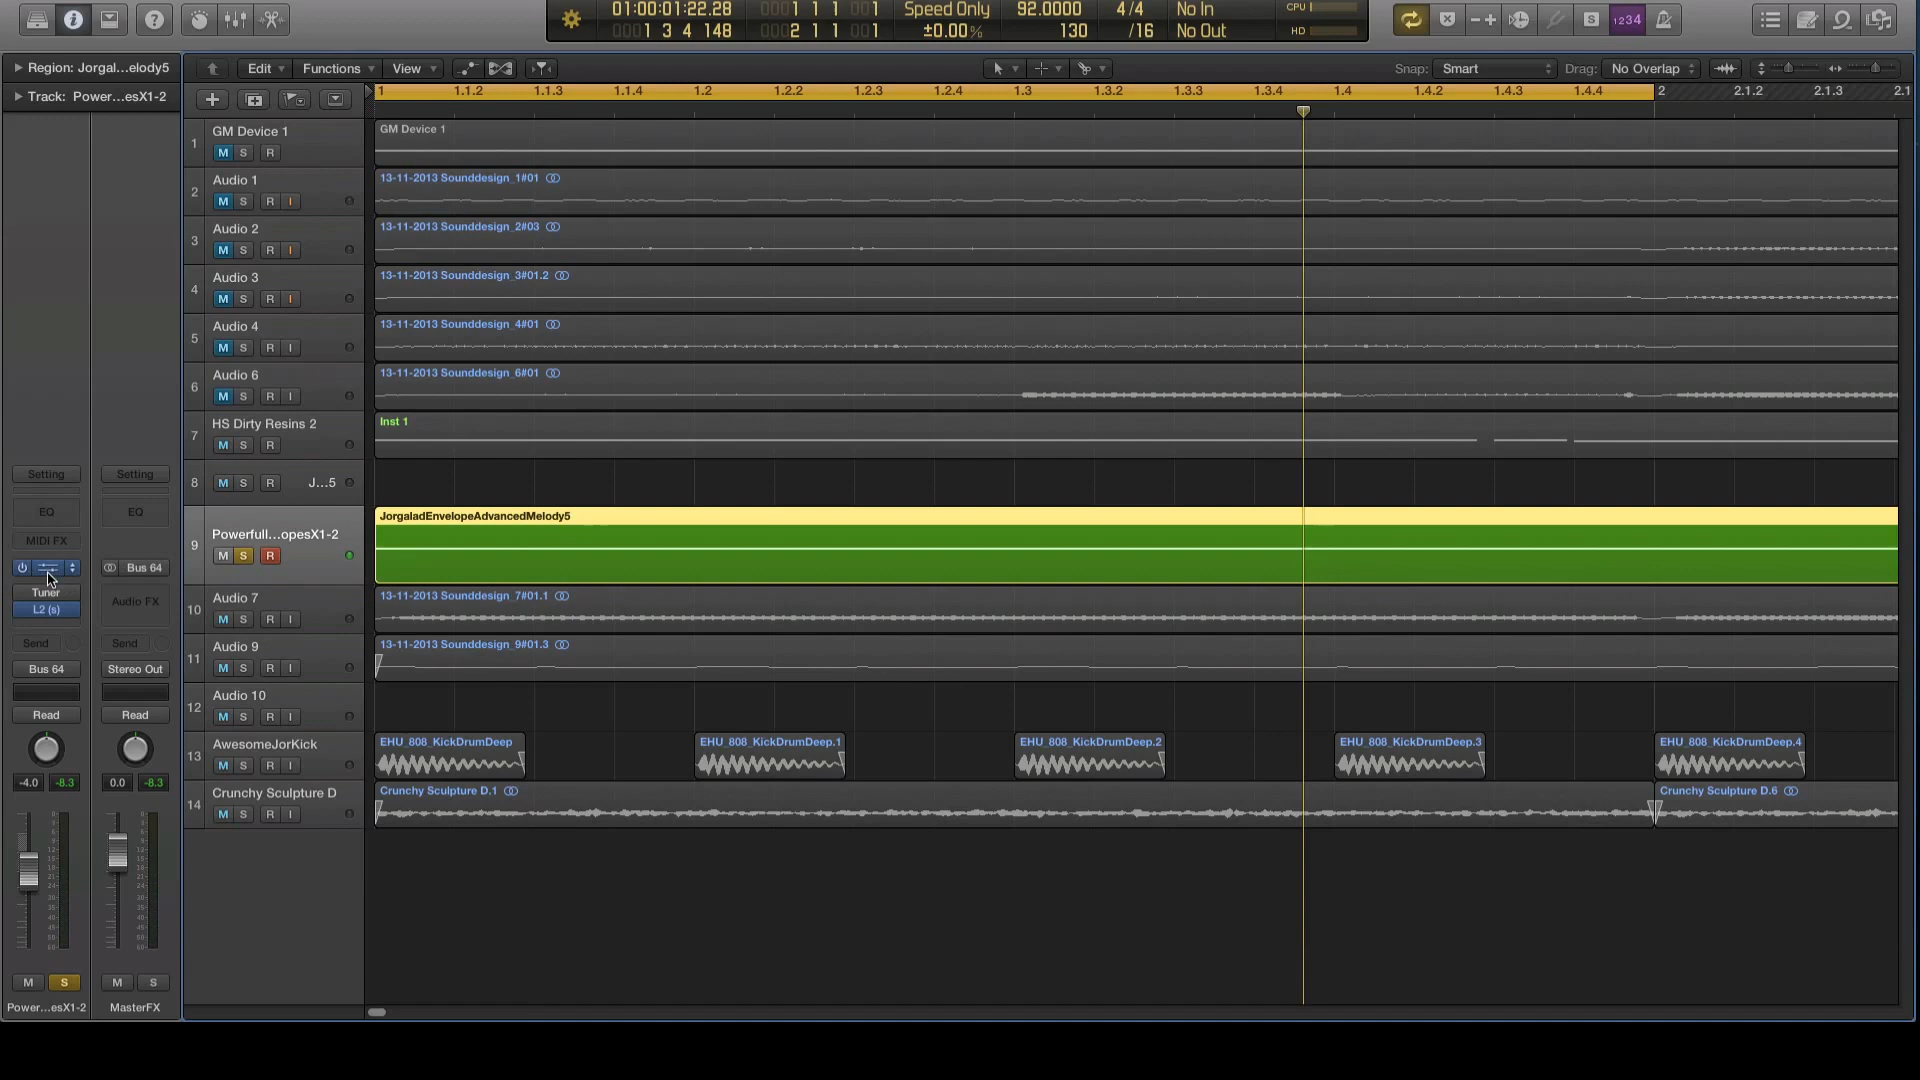 01:00:01:22.28 0001 1 1 001 Speed Only 92.0000 4/4 No In CPU
001 3 4 148 0002 1 1 001 ±0.00% 130 /16 No Out HD
S 1234
Region: Jorgal...elody5
Track: Power...esX1-2
Edit Functions View Snap: Smart Drag: No Overlap
1 1.1.2 1.1.3 1.1.4 1.2 1.2.2 1.2.3 1.2.4 1.3 1.3.2 1.3.3 1.3.4 1.4 1.4.2 1.4.3 1.4.4 2 2.1.2 2.1.3 2.1
1 GM Device 1 M S R
GM Device 1
2 Audio 1 M S R I
13-11-2013 Sounddesign_1#01
3 Audio 2 M S R I
13-11-2013 Sounddesign_2#03
4 Audio 3 M S R I
13-11-2013 Sounddesign_3#01.2
5 Audio 4 M S R I
13-11-2013 Sounddesign_4#01
6 Audio 6 M S R I
13-11-2013 Sounddesign_6#01
7 HS Dirty Resins 2 M S R
Inst 1
8 M S R J...5
9 Powerfull...opesX1-2 M S R
JorgaladEnvelopeAdvancedMelody5
10 Audio 7 M S R I
13-11-2013 Sounddesign_7#01.1
11 Audio 9 M S R I
13-11-2013 Sounddesign_9#01.3
12 Audio 10 M S R I
13 AwesomeJorKick M S R I
EHU_808_KickDrumDeep EHU_808_KickDrumDeep.1 EHU_808_KickDrumDeep.2 EHU_808_KickDrumDeep.3 EHU_808_KickDrumDeep.4
14 Crunchy Sculpture D M S R I
Crunchy Sculpture D.1 Crunchy Sculpture D.6
Setting Setting
EQ EQ
MIDI FX
Bus 64
Tuner Audio FX
L2 (s)
Send Send
Bus 64 Stereo Out
Read Read
-4.0 -8.3 0.0 -8.3
M S M S
Power...esX1-2 MasterFX